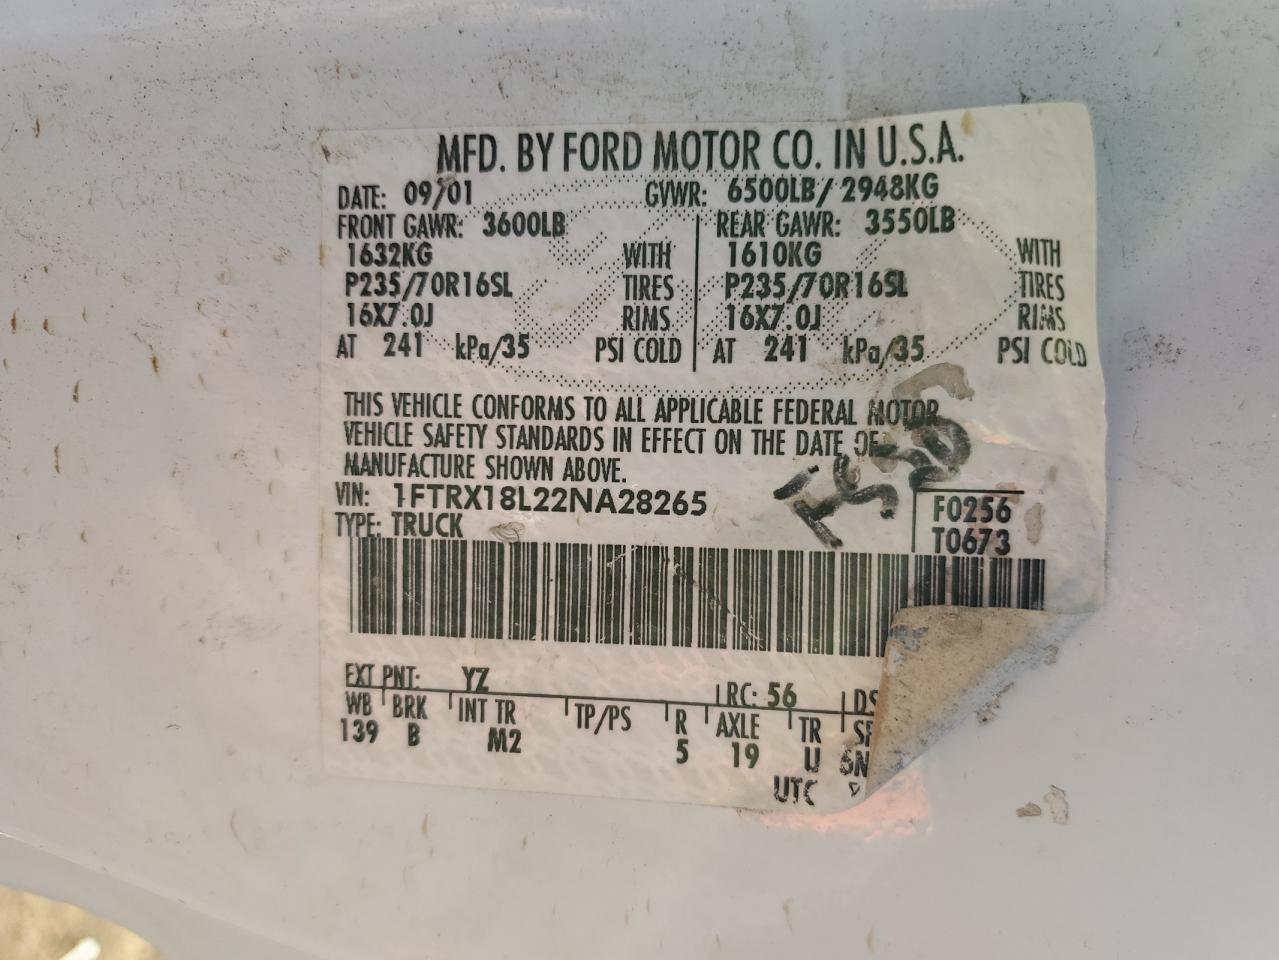 MFD. BY FORD MOTOR CO. IN U.S.A.
DATE: 09/01 GVWR: 6500LB/ 2948KG
FRONT GAWR: 3600LB REAR GAWR: 3550LB
1632KG WITH 1610KG WITH
P235/70R16SL TIRES P235/70R16SL TIRES
16X7.0J RIMS 16X7.0J RIMS
AT 241 kPa/35 PSI COLD AT 241 kPa/35 PSI COLD
THIS VEHICLE CONFORMS TO ALL APPLICABLE FEDERAL MOTOR
VEHICLE SAFETY STANDARDS IN EFFECT ON THE DATE OF
MANUFACTURE SHOWN ABOVE.
VIN: 1FTRX18L22NA28265 F0256
TYPE: TRUCK T0673
EXT PNT: YZ RC: 56 DS
WB BRK INT TR TP/PS R AXLE TR
139 B M2 5 19 U
UTC